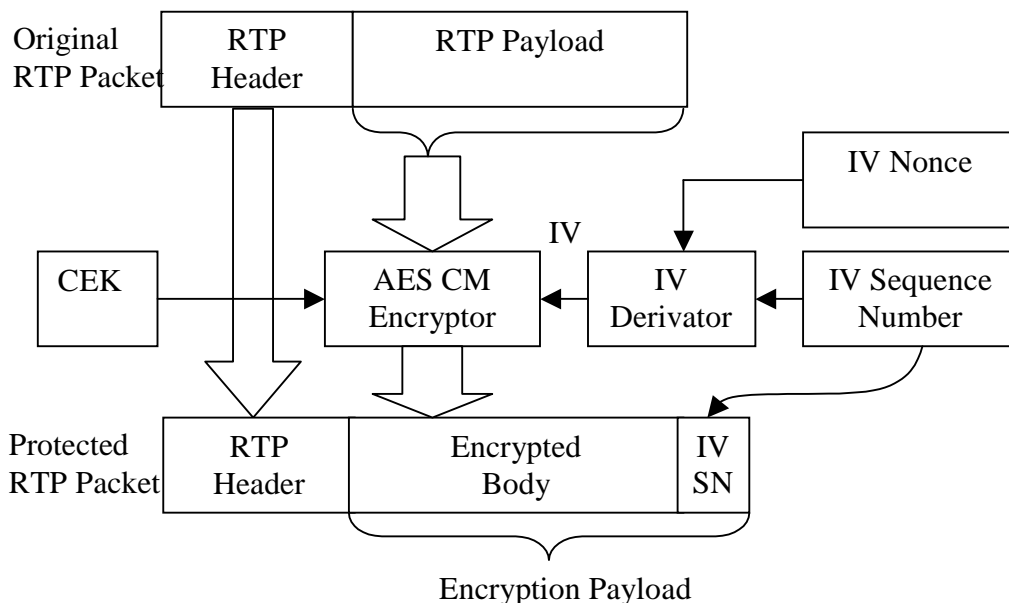 Original
RTP Packet
RTP
Header
RTP Payload
IV Nonce
IV
CEK
AES CM
Encryptor
IV
Derivator
IV Sequence
Number
Protected
RTP Packet
RTP
Header
Encrypted
Body
IV
SN
Encryption Payload